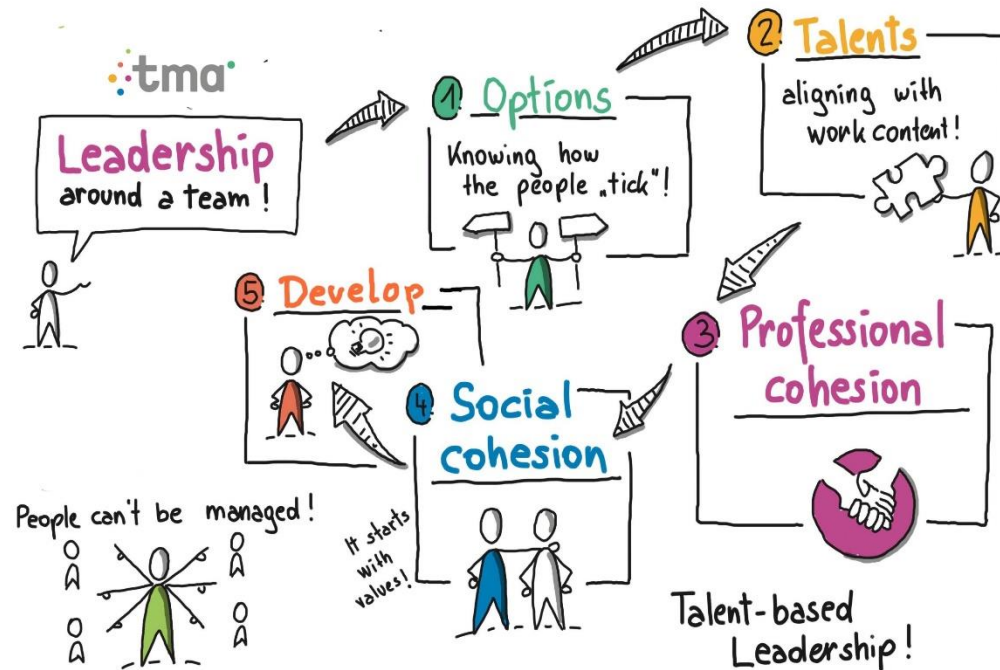 tma
Leadership
around a team!
1 Options
Knowing how
the people „tick"!
2 Talents
aligning with
work content!
3 Professional
cohesion
4 Social
cohesion
It starts
with
values!
5 Develop
People can't be managed!
Talent-based
Leadership!